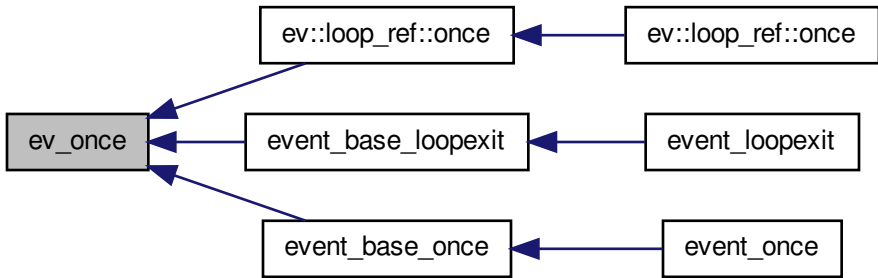 ev::loop_ref::once
ev::loop_ref::once
ev_once
event_base_loopexit
event_loopexit
event_base_once
event_once